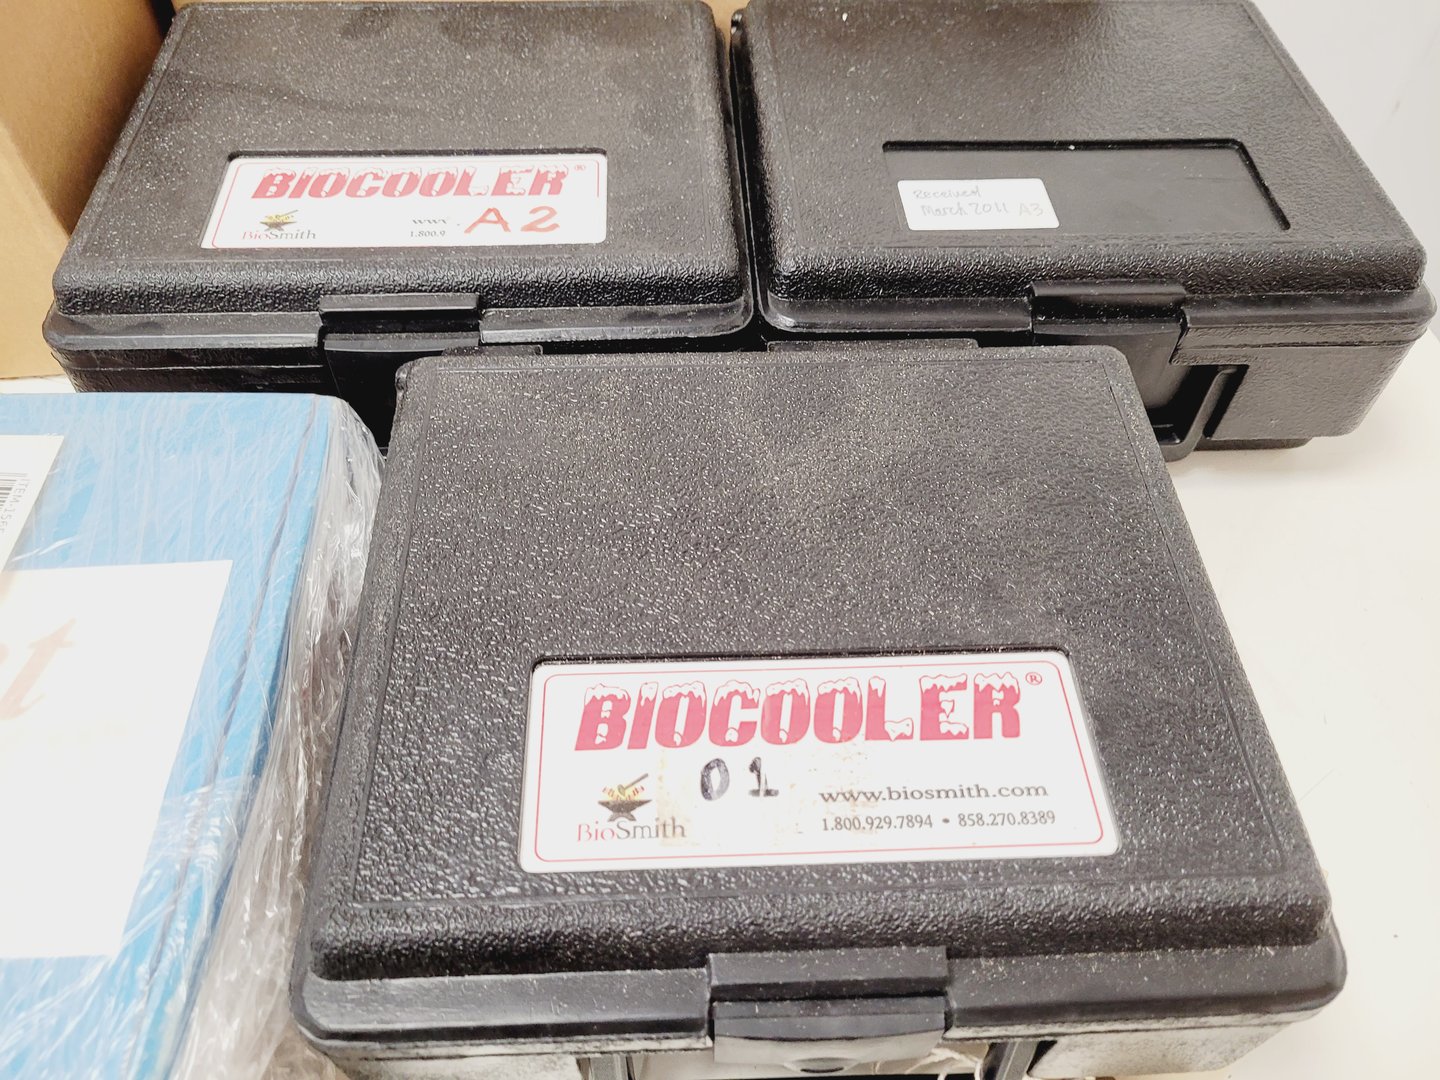 BIOCOOLER®
BioSmith
A2
1.800.9
Received
March 2011 A3
BIOCOOLER®
01
BioSmith
www.biosmith.com
1.800.929.7894 • 858.270.8389